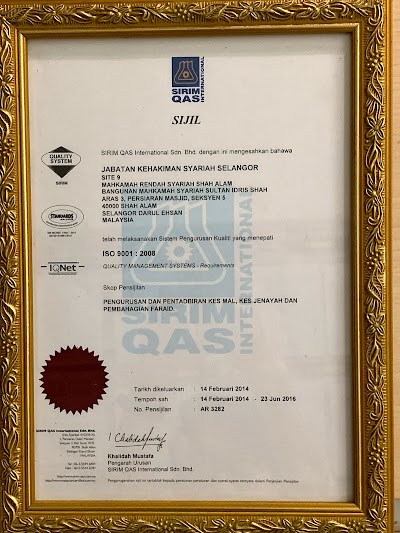 SIRIM
QAS
INTERNATIONAL
SIJIL
SIRIM QAS International Sdn. Bhd. dengan ini mengesahkan bahawa
QUALITY
SYSTEM
SIRIM
JABATAN KEHAKIMAN SYARIAH SELANGOR
SITE 9
MAHKAMAH RENDAH SYARIAH SHAH ALAM
BANGUNAN MAHKAMAH SYARIAH SULTAN IDRIS SHAH
ARAS 3, PERSIARAN MASJID, SEKSYEN 5
40000 SHAH ALAM
SELANGOR DARUL EHSAN
MALAYSIA
STANDARDS
telah melaksanakan Sistem Pengurusan Kualiti yang menepati
ISO 9001 : 2008
IQNet
QUALITY MANAGEMENT SYSTEMS - Requirements
Skop Pensijilan
PENGURUSAN DAN PENTADBIRAN KES MAL, KES JENAYAH DAN
PEMBAHAGIAN FARAID.
SIRIM
QAS
INTERNATIONAL
Tarikh dikeluarkan : 14 Februari 2014
Tempoh sah : 14 Februari 2014 - 23 Jun 2016
No. Pensijilan : AR 3282
Khalidah Mustafa
Pengarah Urusan
SIRIM QAS International Sdn. Bhd.
SIRIM QAS International Sdn. Bhd.